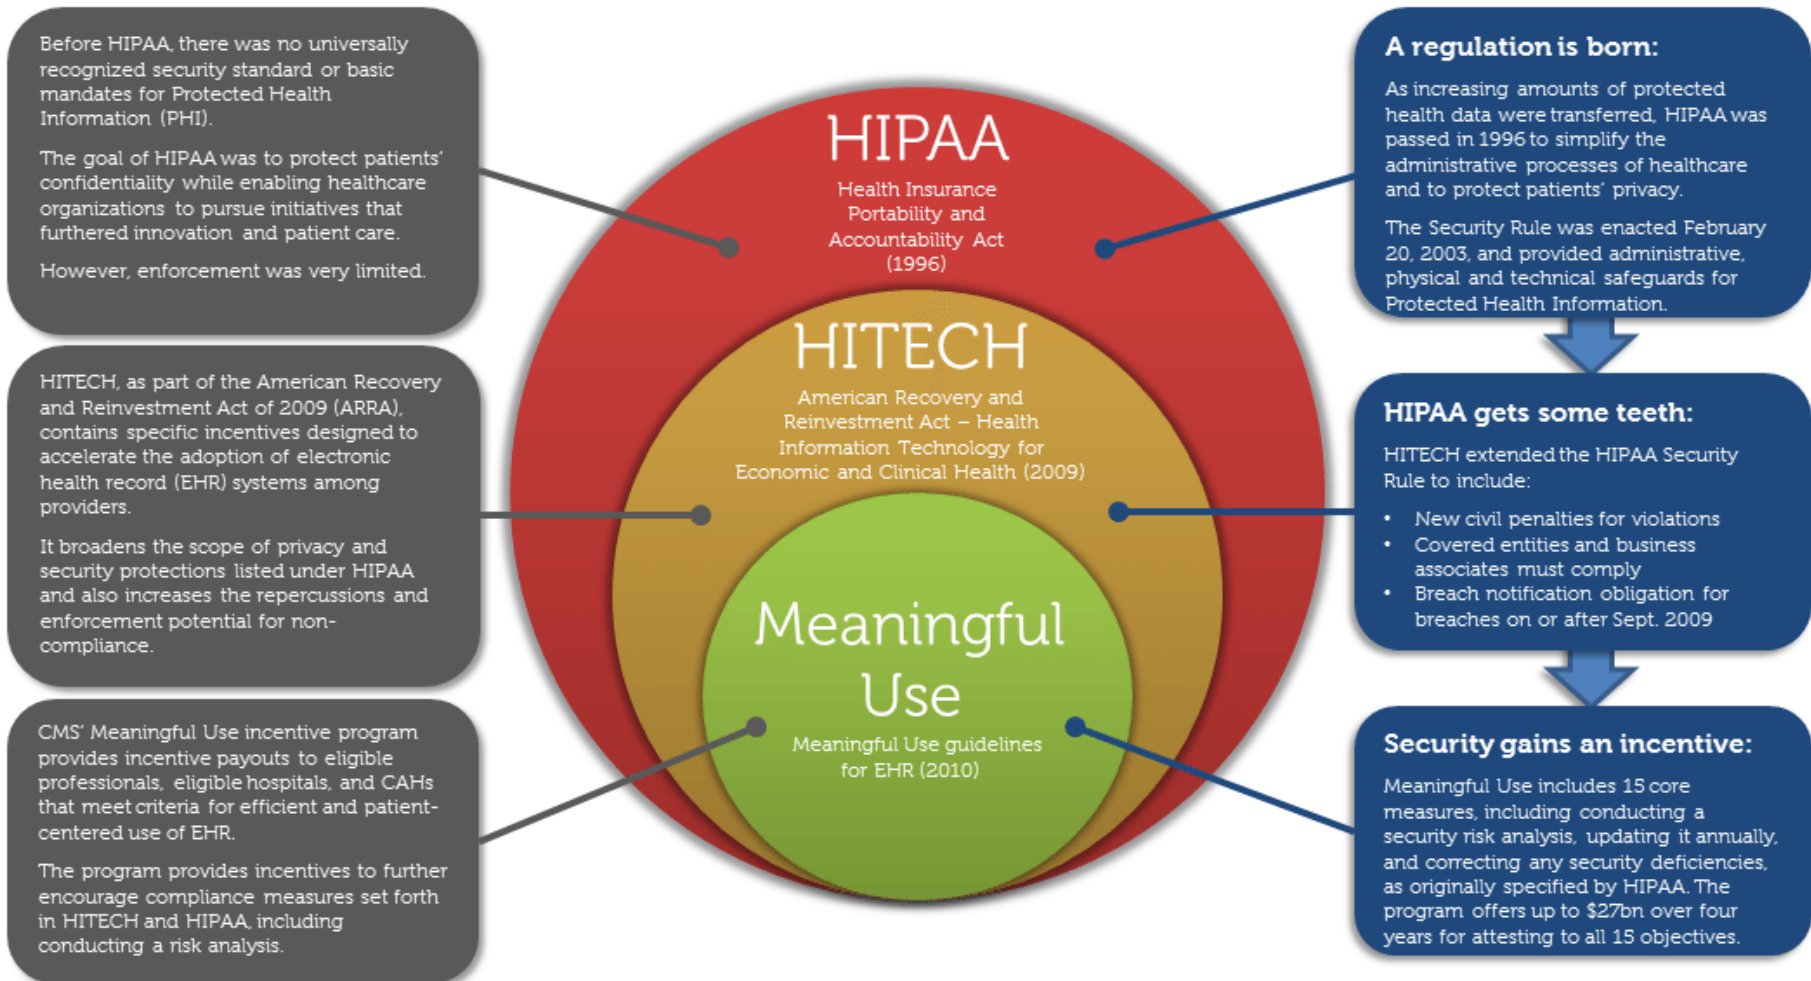 Before HIPAA, there was no universally
recognized security standard or basic
mandates for Protected Health
Information (PHI).
The goal of HIPAA was to protect patients'
confidentiality while enabling healthcare
organizations to pursue initiatives that
furthered innovation and patient care.
However, enforcement was very limited.
HITECH, as part of the American Recovery
and Reinvestment Act of 2009 (ARRA),
contains specific incentives designed to
accelerate the adoption of electronic
health record (EHR) systems among
providers.
It broadens the scope of privacy and
security protections listed under HIPAA
and also increases the repercussions and
enforcement potential for non-
compliance.
CMS' Meaningful Use incentive program
provides incentive payouts to eligible
professionals, eligible hospitals, and CAHs
that meet criteria for efficient and patient-
centered use of EHR.
The program provides incentives to further
encourage compliance measures set forth
in HITECH and HIPAA, including
conducting a risk analysis.
HIPAA
Health Insurance
Portability and
Accountability Act
(1996)
HITECH
American Recovery and
Reinvestment Act – Health
Information Technology for
Economic and Clinical Health (2009)
Meaningful
Use
Meaningful Use guidelines
for EHR (2010)
A regulation is born:
As increasing amounts of protected
health data were transferred, HIPAA was
passed in 1996 to simplify the
administrative processes of healthcare
and to protect patients' privacy.
The Security Rule was enacted February
20, 2003, and provided administrative,
physical and technical safeguards for
Protected Health Information.
HIPAA gets some teeth:
HITECH extended the HIPAA Security
Rule to include:
• New civil penalties for violations
• Covered entities and business
associates must comply
• Breach notification obligation for
breaches on or after Sept. 2009
Security gains an incentive:
Meaningful Use includes 15 core
measures, including conducting a
security risk analysis, updating it annually,
and correcting any security deficiencies,
as originally specified by HIPAA. The
program offers up to $27bn over four
years for attesting to all 15 objectives.